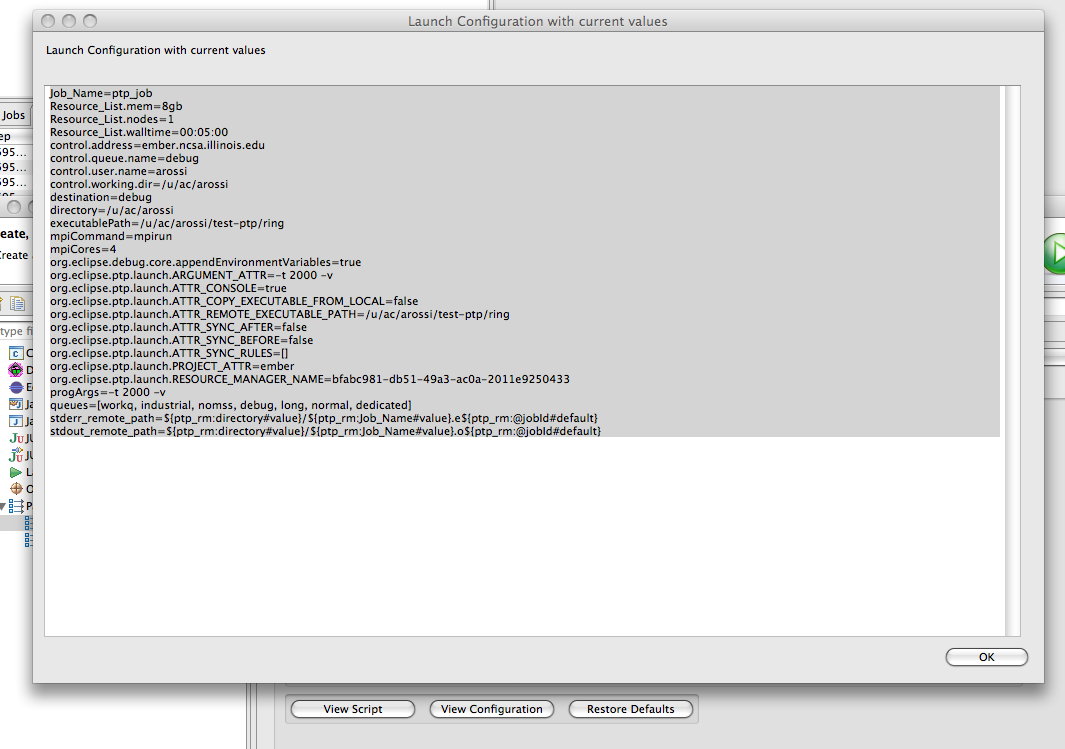 Launch Configuration with current values
Launch Configuration with current values
Job_Name=ptp_job
Resource_List.mem=8gb
Resource_List.nodes=1
Resource_List.walltime=00:05:00
control.address=ember.ncsa.illinois.edu
control.queue.name=debug
control.user.name=arossi
control.working.dir=/u/ac/arossi
destination=debug
directory=/u/ac/arossi
executablePath=/u/ac/arossi/test-ptp/ring
mpiCommand=mpirun
mpiCores=4
org.eclipse.debug.core.appendEnvironmentVariables=true
org.eclipse.ptp.launch.ARGUMENT_ATTR=-t 2000 -v
org.eclipse.ptp.launch.ATTR_CONSOLE=true
org.eclipse.ptp.launch.ATTR_COPY_EXECUTABLE_FROM_LOCAL=false
org.eclipse.ptp.launch.ATTR_REMOTE_EXECUTABLE_PATH=/u/ac/arossi/test-ptp/ring
org.eclipse.ptp.launch.ATTR_SYNC_AFTER=false
org.eclipse.ptp.launch.ATTR_SYNC_BEFORE=false
org.eclipse.ptp.launch.ATTR_SYNC_RULES=[]
org.eclipse.ptp.launch.PROJECT_ATTR=ember
org.eclipse.ptp.launch.RESOURCE_MANAGER_NAME=bfabc981-db51-49a3-ac0a-2011e9250433
progArgs=-t 2000 -v
queues=[workq, industrial, nomss, debug, long, normal, dedicated]
stderr_remote_path=${ptp_rm:directory#value}/${ptp_rm:Job_Name#value}.e${ptp_rm:@jobId#default}
stdout_remote_path=${ptp_rm:directory#value}/${ptp_rm:Job_Name#value}.o${ptp_rm:@jobId#default}
OK
Jobs
ep
595...
595...
595...
eate,
Create
type fi
View Script
View Configuration
Restore Defaults